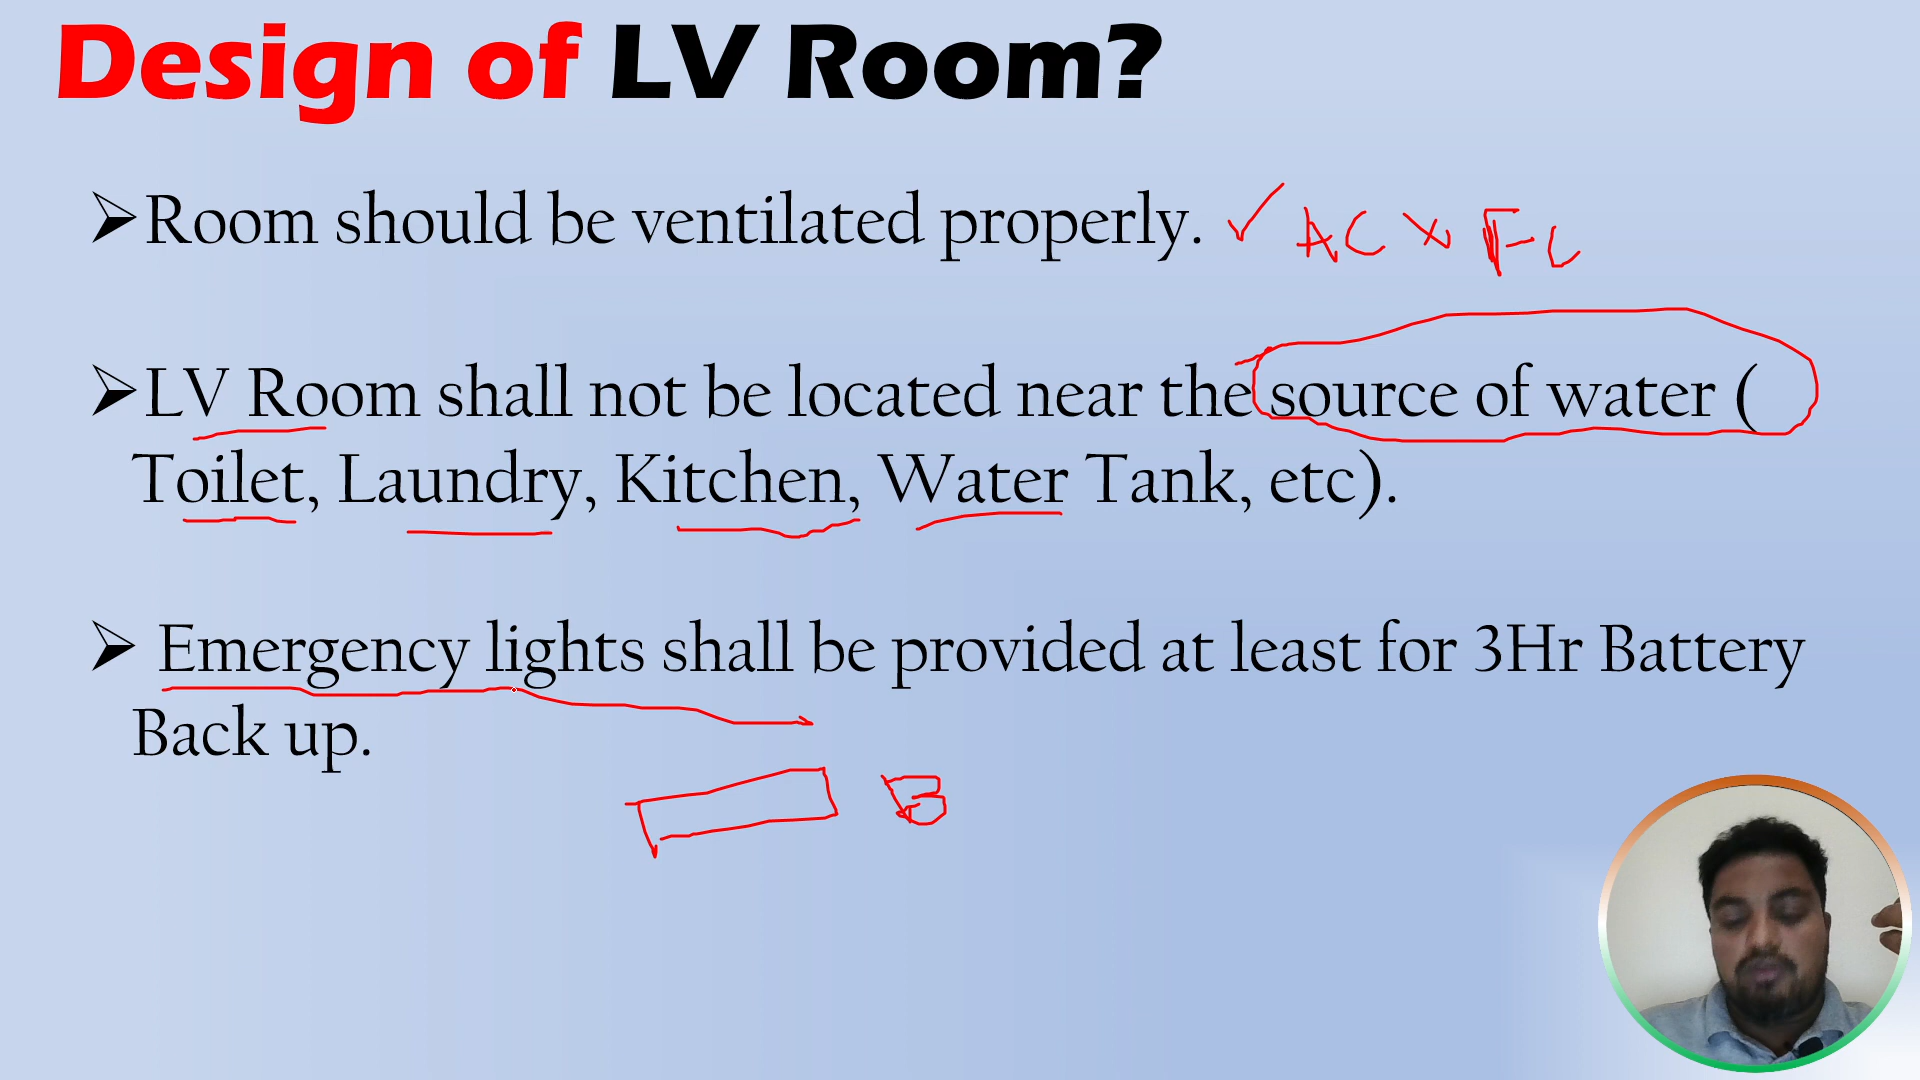 Design of LV Room?
➢Room should be ventilated properly. ✓ AC x FC
➢LV Room shall not be located near the source of water (
Toilet, Laundry, Kitchen, Water Tank, etc).
➢ Emergency lights shall be provided at least for 3Hr Battery
Back up.
B